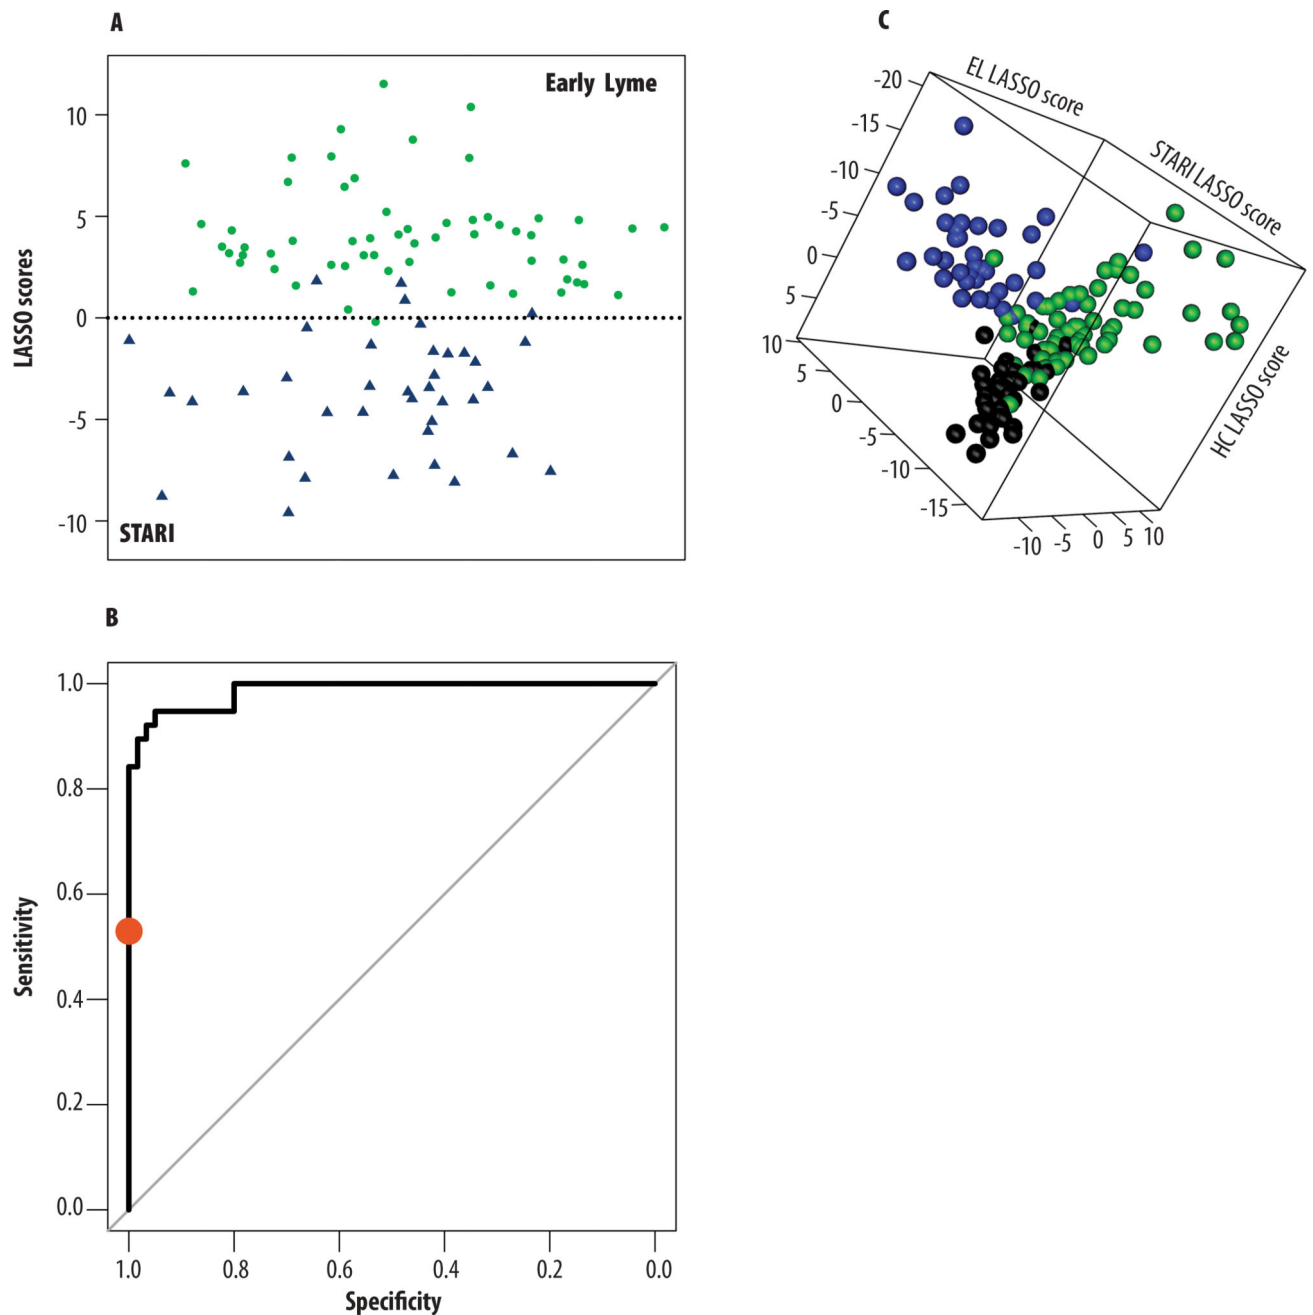 A
Early Lyme
LASSO scores
10
5
0
-5
-10
STARI
C
EL LASSO score
STARI LASSO score
HC LASSO score
-20
-15
-10
-5
0
5
10
5
0
-5
-10
-15
-10 -5 0 5 10
B
Sensitivity
1.0
0.8
0.6
0.4
0.2
0.0
1.0 0.8 0.6 0.4 0.2 0.0
Specificity